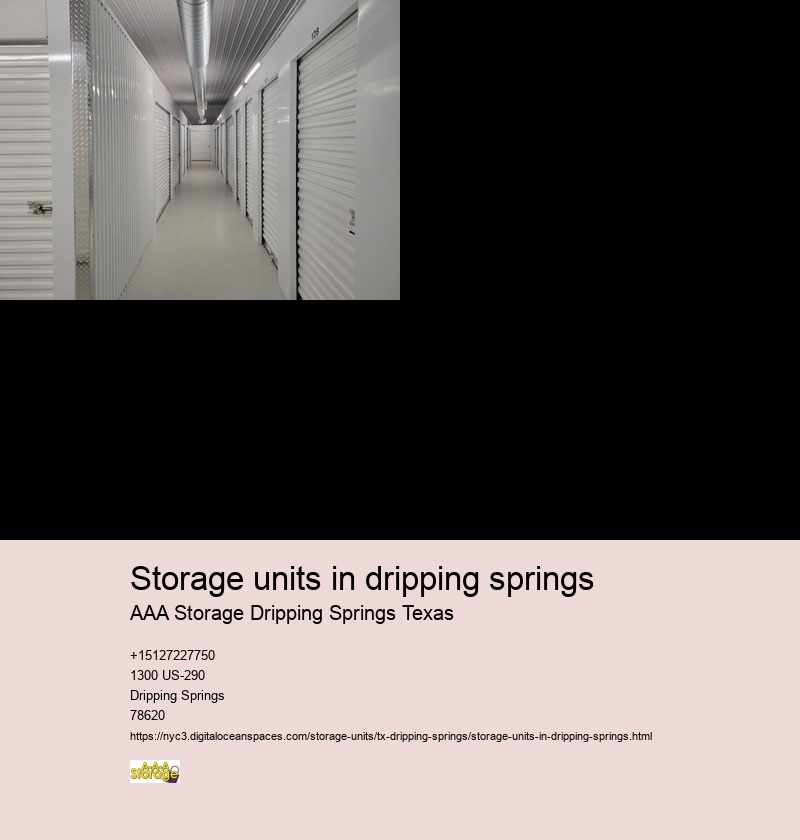 128
Storage units in dripping springs
AAA Storage Dripping Springs Texas
+15127227750
1300 US-290
Dripping Springs
78620
https://nyc3.digitaloceanspaces.com/storage-units/tx-dripping-springs/storage-units-in-dripping-springs.html
AAA
Storage